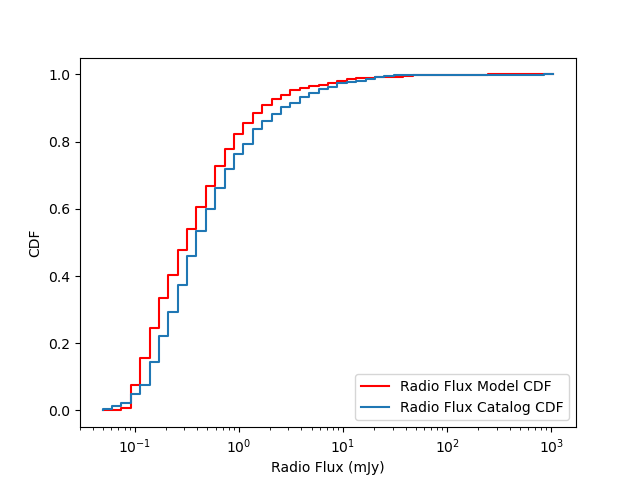 1.0
0.8
0.6
0.4
0.2
0.0
CDF
10⁻¹ 10⁰ 10¹ 10² 10³
Radio Flux (mJy)
Radio Flux Model CDF
Radio Flux Catalog CDF